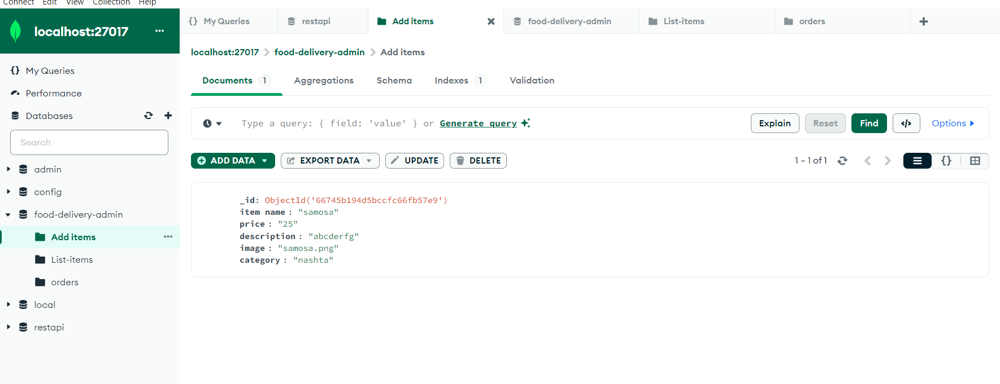 Connect Edit View Collection Help
localhost:27017 ···
{} My Queries
restapi
Add items
food-delivery-admin
List-items
orders
localhost:27017 > food-delivery-admin > Add items
{} My Queries
Performance
Databases
Search
admin
config
food-delivery-admin
Add items ···
List-items
orders
local
restapi
Documents 1 Aggregations Schema Indexes 1 Validation
Type a query: { field: 'value' } or Generate query
Explain Reset Find </> Options
ADD DATA EXPORT DATA UPDATE DELETE
1 – 1 of 1 {}
_id: ObjectId('66745b194d5bccfc66fb57e9')
item name : "samosa"
price : "25"
description : "abcderfg"
image : "samosa.png"
category : "nashta"